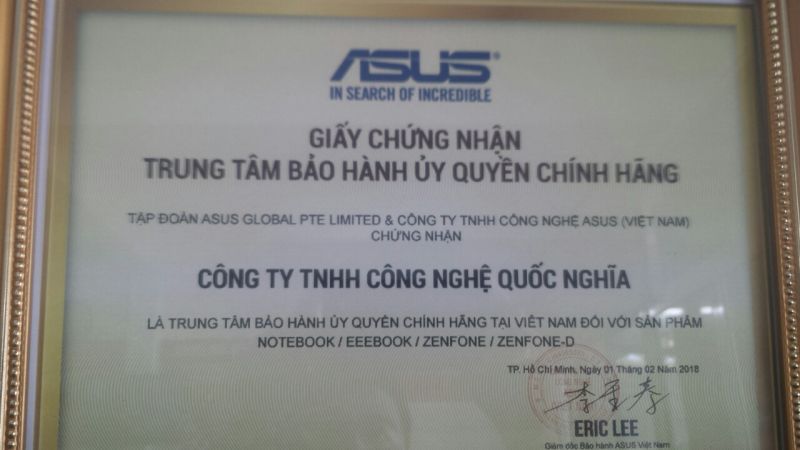 ASUS®
IN SEARCH OF INCREDIBLE
GIẤY CHỨNG NHẬN
TRUNG TÂM BẢO HÀNH ỦY QUYỀN CHÍNH HÃNG
TẬP ĐOÀN ASUS GLOBAL PTE LIMITED & CÔNG TY TNHH CÔNG NGHỆ ASUS (VIỆT NAM)
CHỨNG NHẬN
CÔNG TY TNHH CÔNG NGHỆ QUỐC NGHĨA
LÀ TRUNG TÂM BẢO HÀNH ỦY QUYỀN CHÍNH HÃNG TẠI VIÊT NAM ĐỐI VỚI SẢN PHẨM
NOTEBOOK / EEEBOOK / ZENFONE / ZENFONE-D
TP. Hồ Chí Minh, Ngày 01 Tháng 02 Năm 2018
ERIC LEE
Giám đốc Bảo hành ASUS Việt Nam